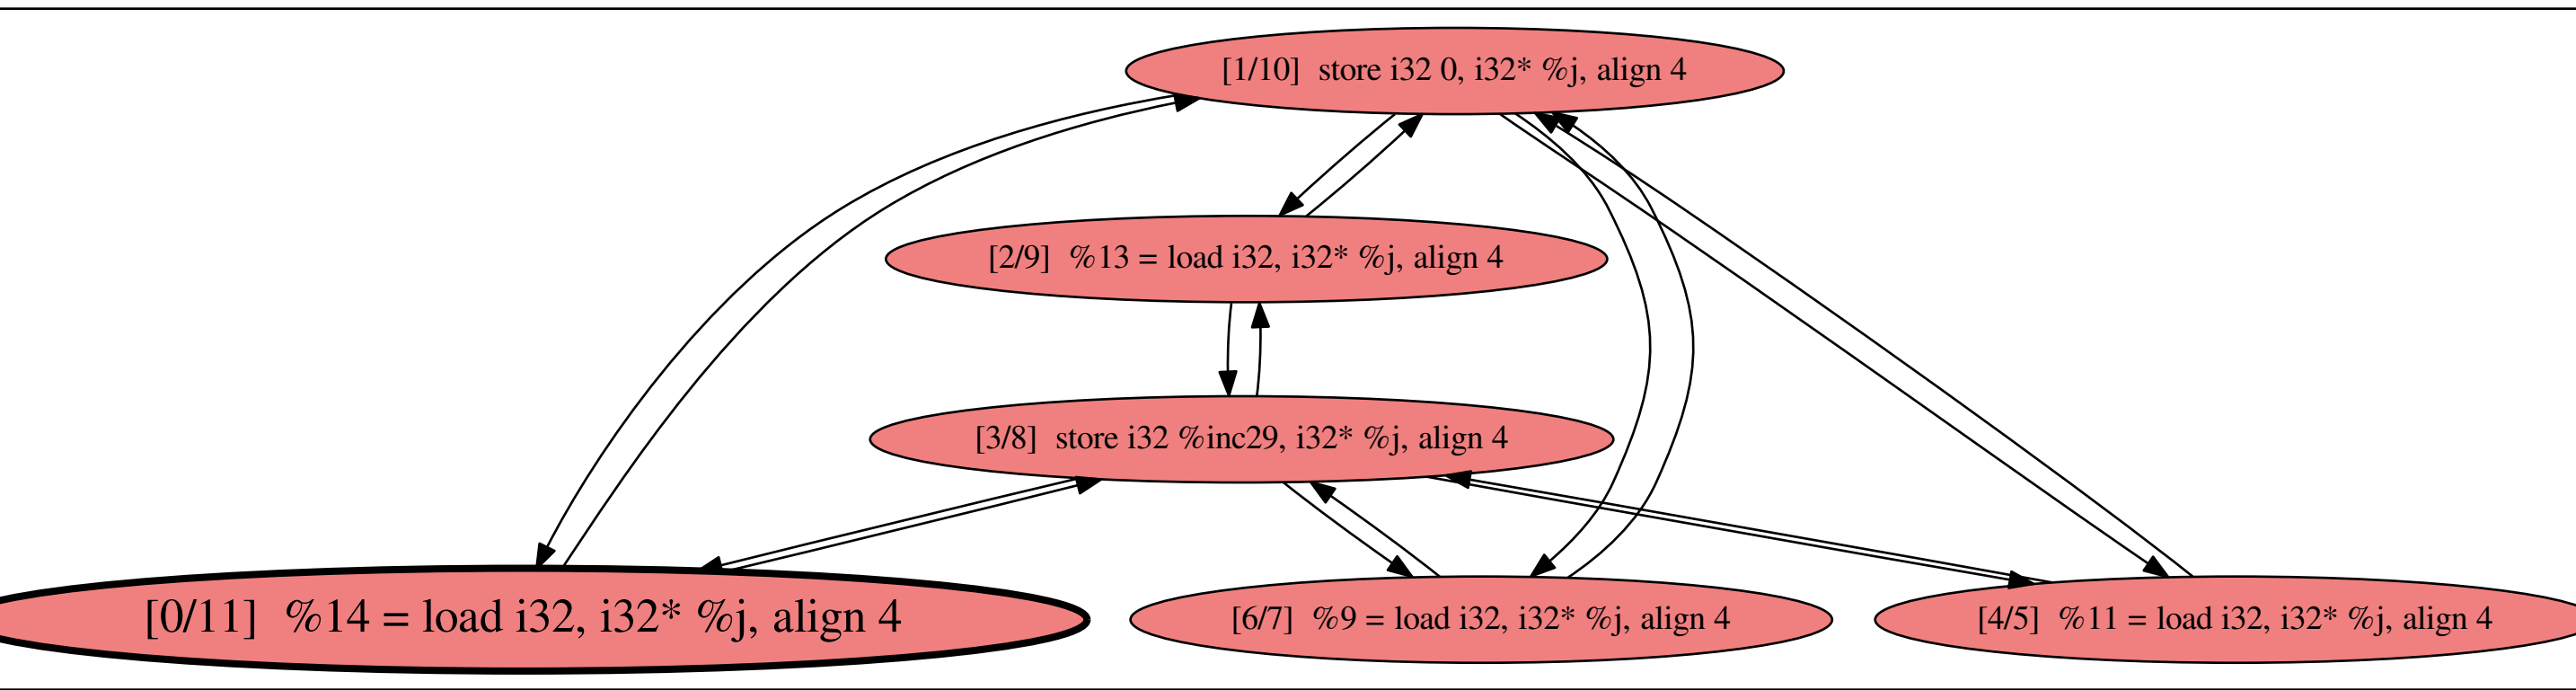 [1/10]  store i32 0, i32* %j, align 4
[2/9]  %13 = load i32, i32* %j, align 4
[3/8]  store i32 %inc29, i32* %j, align 4
[0/11]  %14 = load i32, i32* %j, align 4
[6/7]  %9 = load i32, i32* %j, align 4
[4/5]  %11 = load i32, i32* %j, align 4